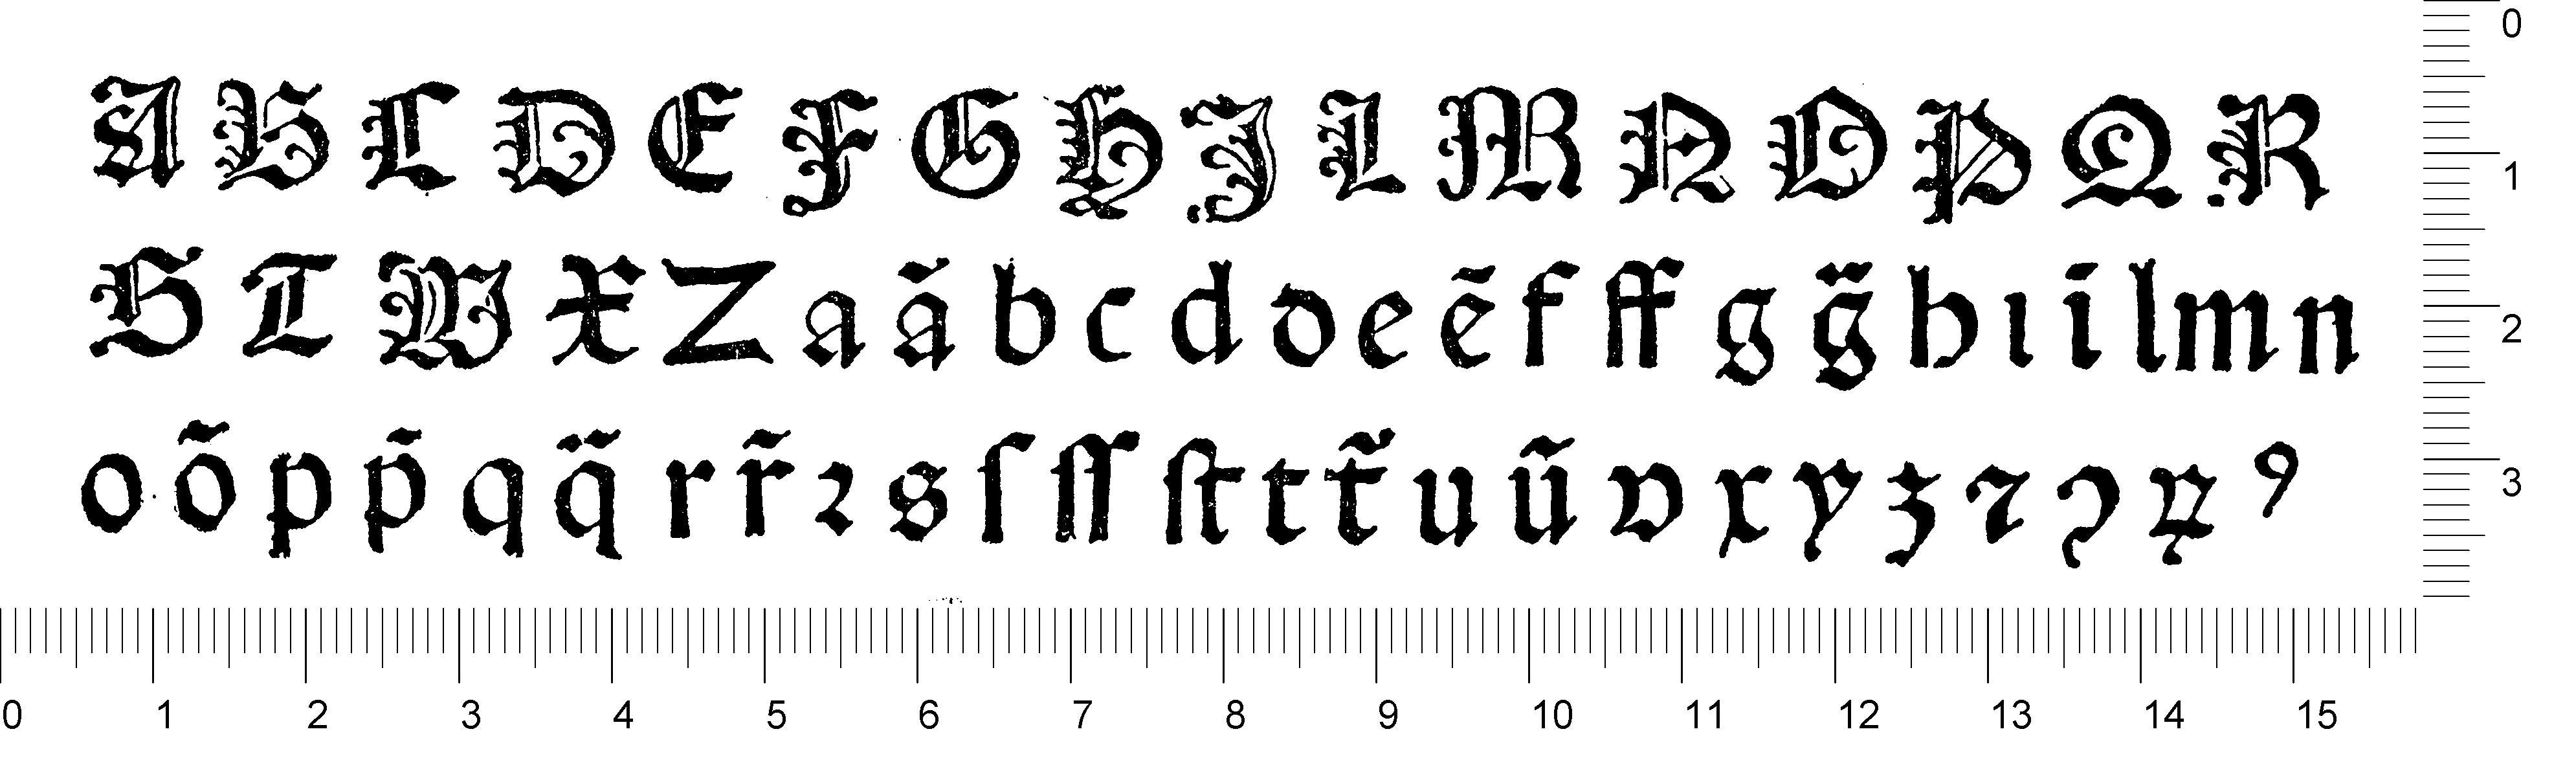 A B C D E F G H J L M N O P Q R
S T W X Z a ã b c d ꝺ e ẽ f ff g g̃ h ı ĩ l m n
o õ p p̃ q q̃ r r̃ ꝛ s ſ ſſ ſt t t̃ u ũ v x y z ⁊ ꝯ ꝝ ꝰ
0 1 2 3 4 5 6 7 8 9 10 11 12 13 14 15
0
1
2
3